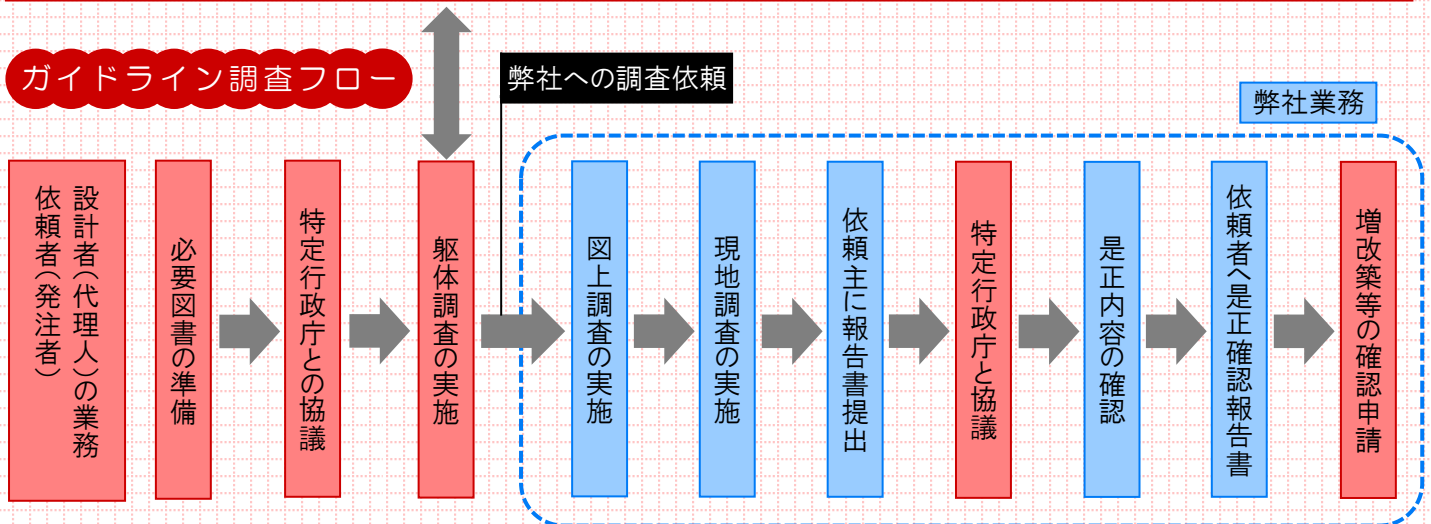 ガイドライン調査フロー
弊社への調査依頼
弊社業務
設計者(代理人)の業務
依頼者(発注者)
必要図書の準備
特定行政庁との協議
躯体調査の実施
図上調査の実施
現地調査の実施
依頼主に報告書提出
特定行政庁と協議
是正内容の確認
依頼者へ是正確認報告書
増改築等の確認申請